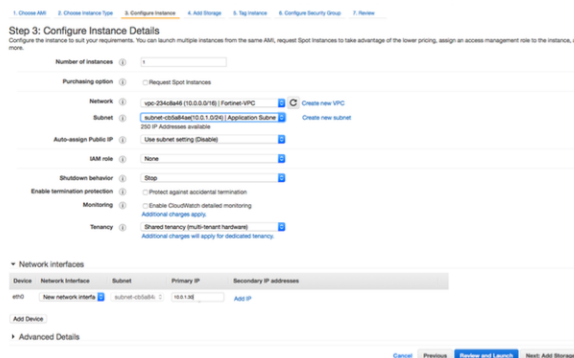 1. Choose AMI 2. Choose Instance Type 3. Configure Instance 4. Add Storage 5. Tag Instance 6. Configure Security Group 7. Review
Step 3: Configure Instance Details
Configure the instance to suit your requirements. You can launch multiple instances from the same AMI, request Spot Instances to take advantage of the lower pricing, assign an access management role to the instance,
more.
Number of instances 1
Purchasing option Request Spot Instances
Network vpc-234c8a46 (10.0.0.0/16) | Fortinet-VPC Create new VPC
Subnet subnet-cb5a84ae(10.0.1.0/24) | Application Subne Create new subnet
250 IP Addresses available
Auto-assign Public IP Use subnet setting (Disable)
IAM role None
Shutdown behavior Stop
Enable termination protection Protect against accidental termination
Monitoring Enable CloudWatch detailed monitoring
Additional charges apply.
Tenancy Shared tenancy (multi-tenant hardware)
Additional charges will apply for dedicated tenancy.
Network interfaces
Device Network Interface Subnet Primary IP Secondary IP addresses
eth0 New network interfa subnet-cb5a84 10.0.1.30 Add IP
Add Device
Advanced Details
Cancel Previous Review and Launch Next: Add Storage